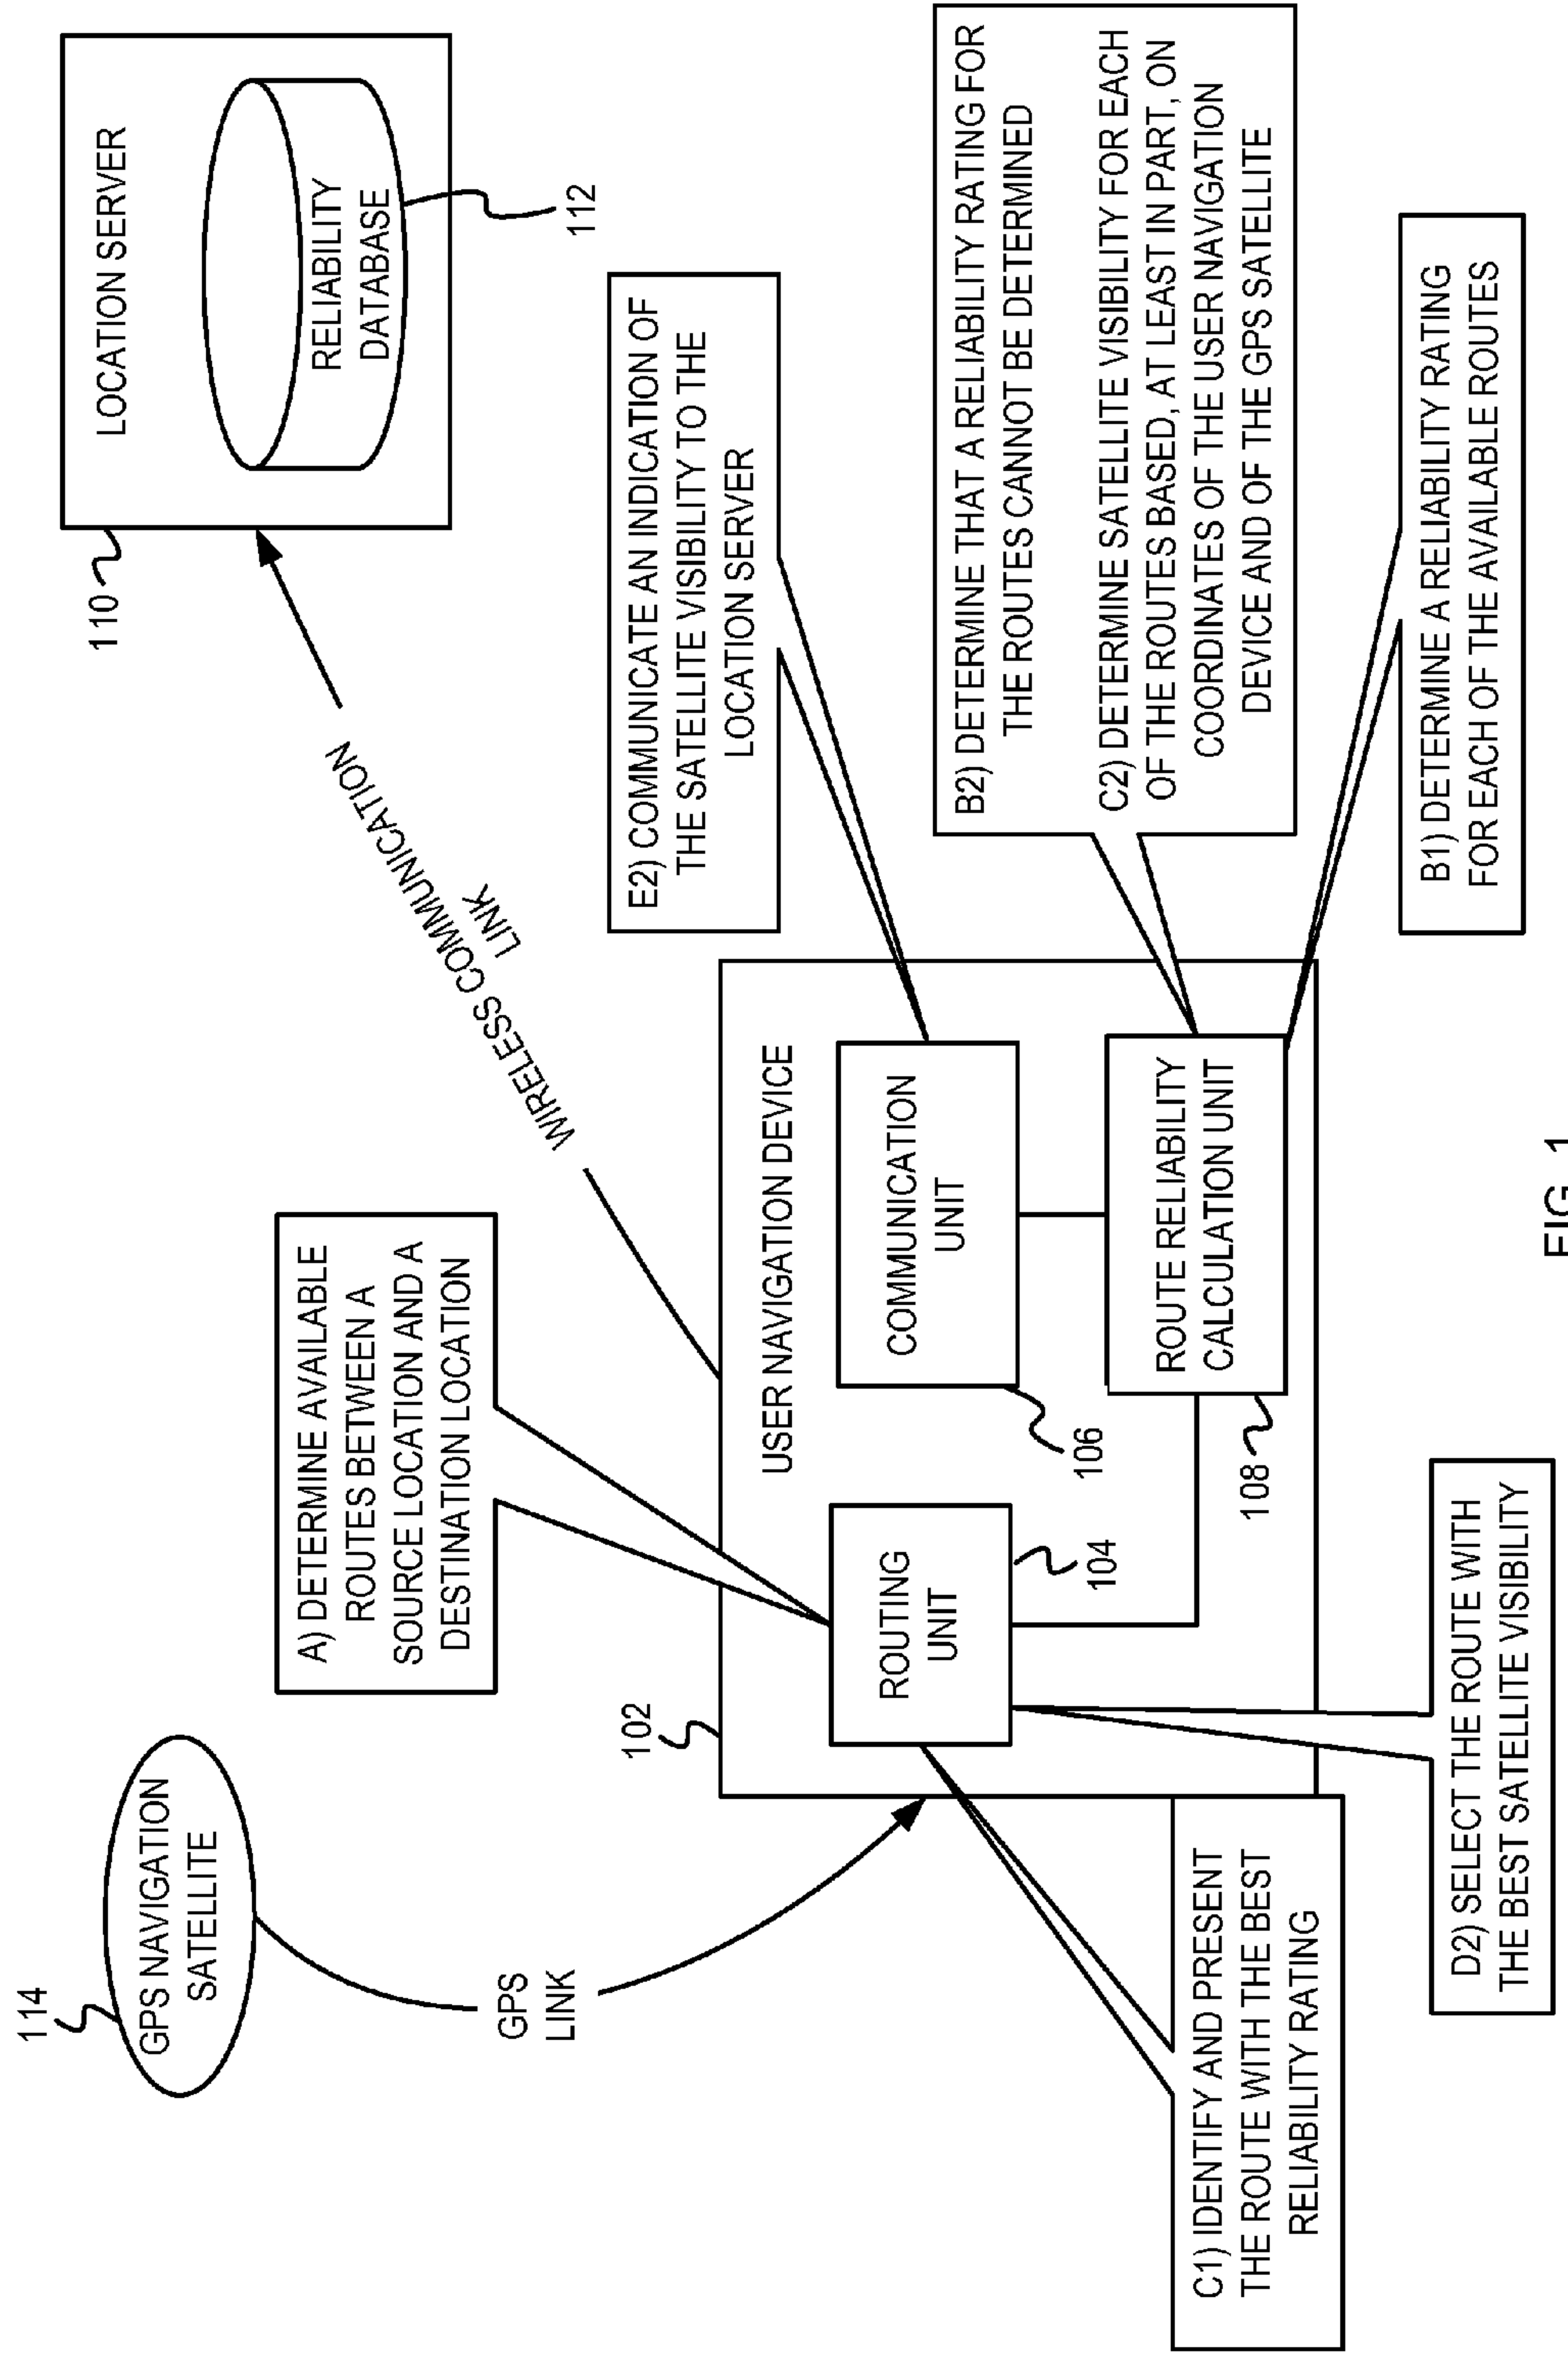 114
GPS NAVIGATION
SATELLITE
GPS
LINK
A) DETERMINE AVAILABLE
ROUTES BETWEEN A
SOURCE LOCATION AND A
DESTINATION LOCATION
WIRELESS COMMUNICATION
LINK
110
LOCATION SERVER
RELIABILITY
DATABASE
112
E2) COMMUNICATE AN INDICATION OF
THE SATELLITE VISIBILITY TO THE
LOCATION SERVER
102
USER NAVIGATION DEVICE
ROUTING
UNIT
104
COMMUNICATION
UNIT
106
ROUTE RELIABILITY
CALCULATION UNIT
108
B2) DETERMINE THAT A RELIABILITY RATING FOR
THE ROUTES CANNOT BE DETERMINED
C2) DETERMINE SATELLITE VISIBILITY FOR EACH
OF THE ROUTES BASED, AT LEAST IN PART, ON
COORDINATES OF THE USER NAVIGATION
DEVICE AND OF THE GPS SATELLITE
C1) IDENTIFY AND PRESENT
THE ROUTE WITH THE BEST
RELIABILITY RATING
D2) SELECT THE ROUTE WITH
THE BEST SATELLITE VISIBILITY
B1) DETERMINE A RELIABILITY RATING
FOR EACH OF THE AVAILABLE ROUTES
FIG. 1